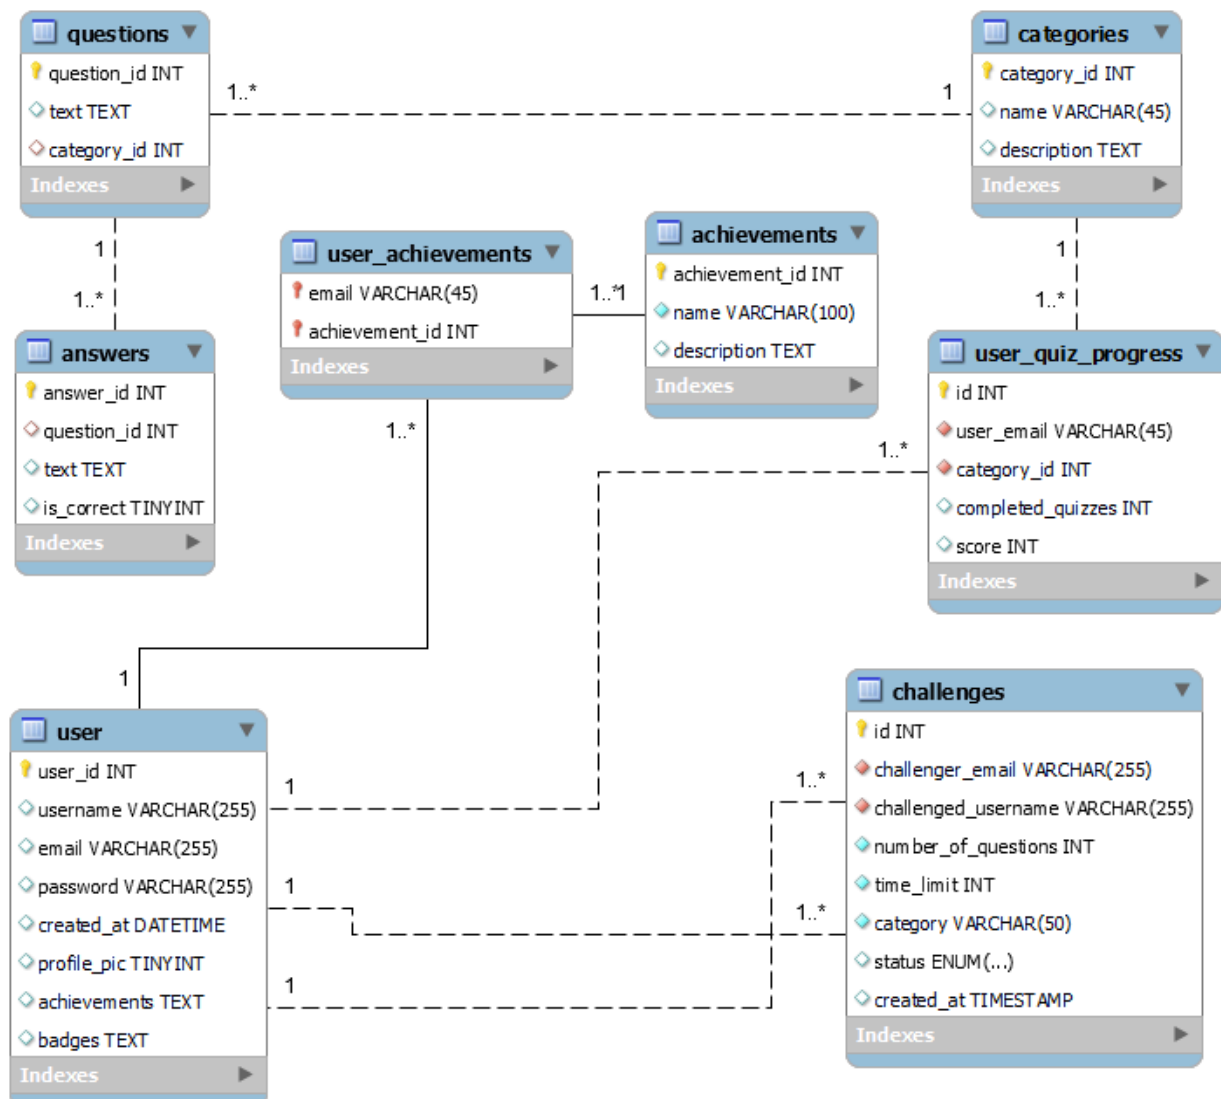 questions
question_id INT
text TEXT
category_id INT
Indexes
1..*
1
categories
category_id INT
name VARCHAR(45)
description TEXT
Indexes
1
1..*
user_achievements
email VARCHAR(45)
achievement_id INT
Indexes
1..*1
achievements
achievement_id INT
name VARCHAR(100)
description TEXT
Indexes
1
1..*
answers
answer_id INT
question_id INT
text TEXT
is_correct TINYINT
Indexes
user_quiz_progress
id INT
user_email VARCHAR(45)
category_id INT
completed_quizzes INT
score INT
Indexes
1..*
1..*
1
user
user_id INT
username VARCHAR(255)
email VARCHAR(255)
password VARCHAR(255)
created_at DATETIME
profile_pic TINYINT
achievements TEXT
badges TEXT
Indexes
1
1
1
1..*
1..*
challenges
id INT
challenger_email VARCHAR(255)
challenged_username VARCHAR(255)
number_of_questions INT
time_limit INT
category VARCHAR(50)
status ENUM(...)
created_at TIMESTAMP
Indexes